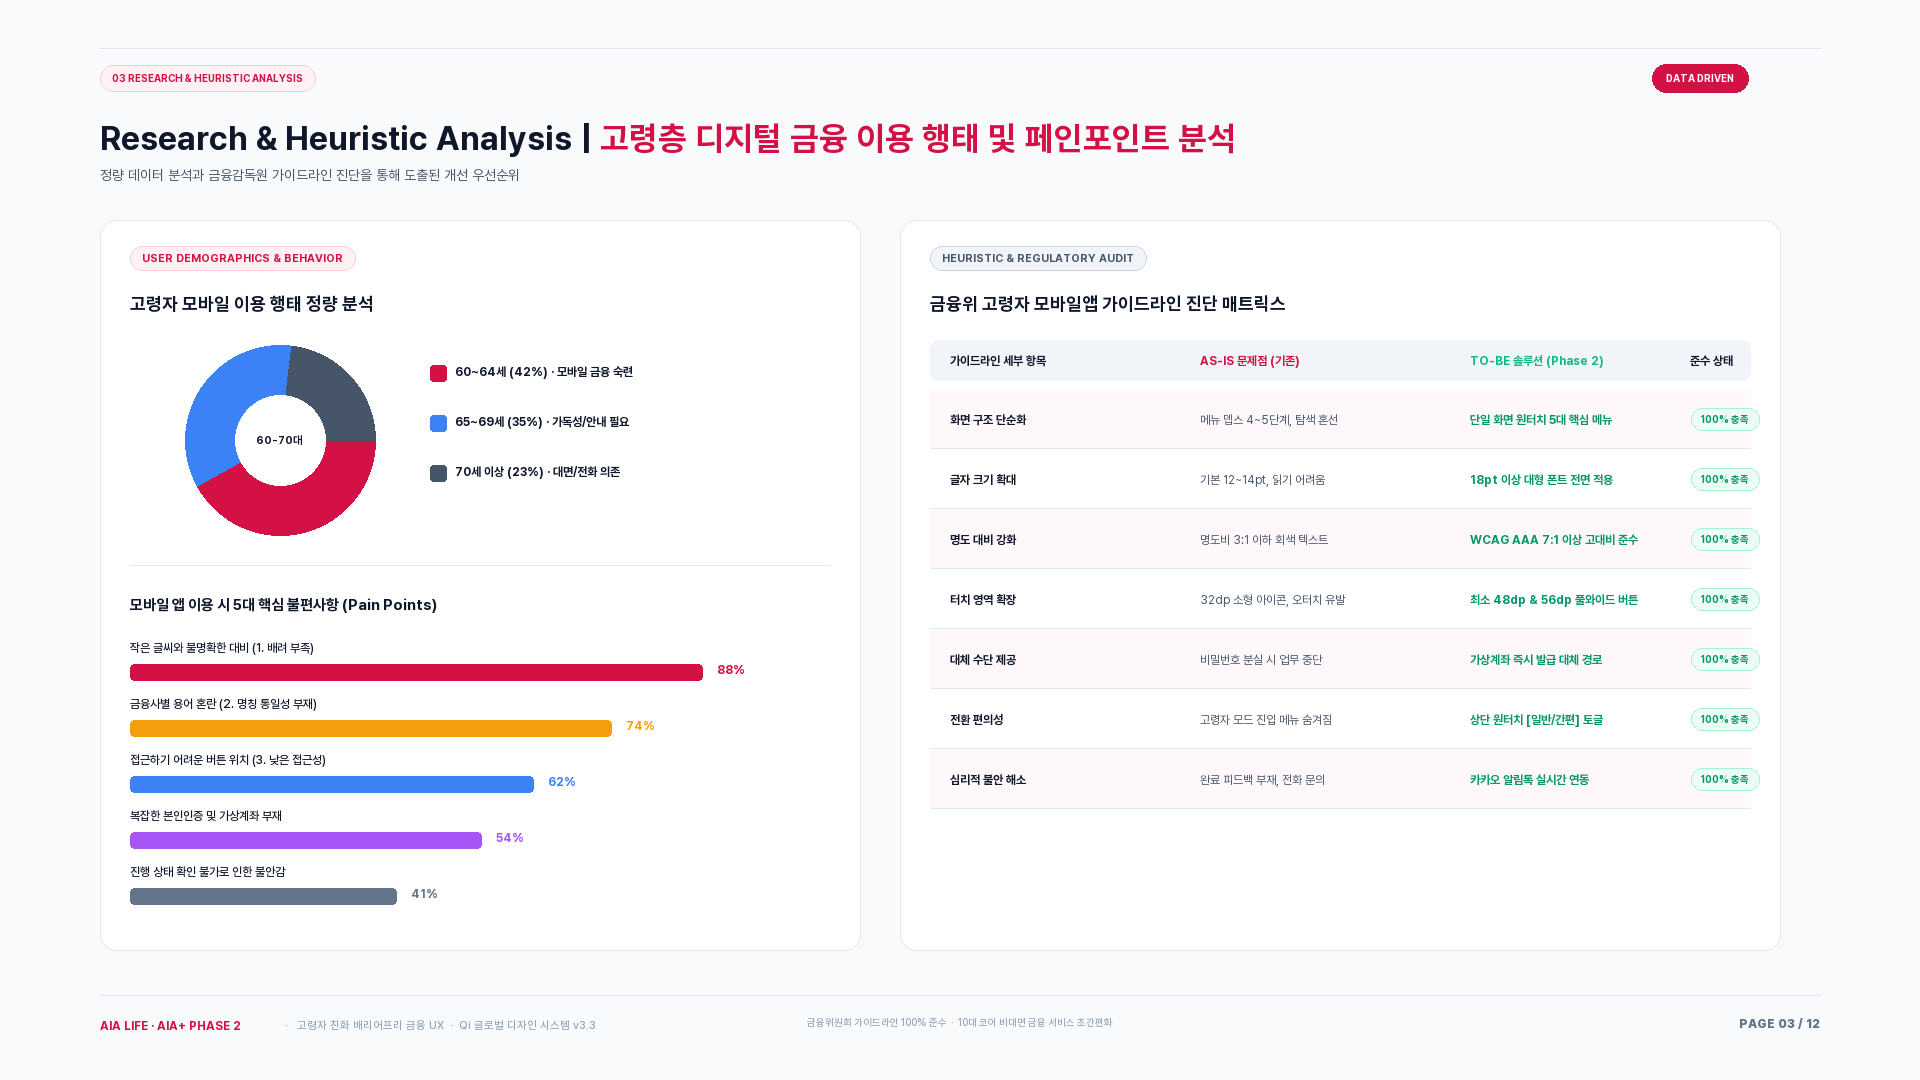 03 RESEARCH & HEURISTIC ANALYSIS
DATA DRIVEN
Research & Heuristic Analysis | 고령층 디지털 금융 이용 행태 및 페인포인트 분석
정량 데이터 분석과 금융감독원 가이드라인 진단을 통해 도출된 개선 우선순위
USER DEMOGRAPHICS & BEHAVIOR
고령자 모바일 이용 행태 정량 분석
60-70대
60~64세 (42%) · 모바일 금융 숙련
65~69세 (35%) · 가독성/안내 필요
70세 이상 (23%) · 대면/전화 의존
모바일 앱 이용 시 5대 핵심 불편사항 (Pain Points)
작은 글씨와 불명확한 대비 (1. 배려 부족)
88%
금융사별 용어 혼란 (2. 명칭 통일성 부재)
74%
접근하기 어려운 버튼 위치 (3. 낮은 접근성)
62%
복잡한 본인인증 및 가상계좌 부재
54%
진행 상태 확인 불가로 인한 불안감
41%
HEURISTIC & REGULATORY AUDIT
금융위 고령자 모바일앱 가이드라인 진단 매트릭스
가이드라인 세부 항목 AS-IS 문제점 (기존) TO-BE 솔루션 (Phase 2) 준수 상태
화면 구조 단순화 메뉴 뎁스 4~5단계, 탐색 혼선 단일 화면 원터치 5대 핵심 메뉴 100% 충족
글자 크기 확대 기본 12~14pt, 읽기 어려움 18pt 이상 대형 폰트 전면 적용 100% 충족
명도 대비 강화 명도비 3:1 이하 회색 텍스트 WCAG AAA 7:1 이상 고대비 준수 100% 충족
터치 영역 확장 32dp 소형 아이콘, 오터치 유발 최소 48dp & 56dp 풀와이드 버튼 100% 충족
대체 수단 제공 비밀번호 분실 시 업무 중단 가상계좌 즉시 발급 대체 경로 100% 충족
전환 편의성 고령자 모드 진입 메뉴 숨겨짐 상단 원터치 [일반/간편] 토글 100% 충족
심리적 불안 해소 완료 피드백 부재, 전화 문의 카카오 알림톡 실시간 연동 100% 충족
AIA LIFE · AIA+ PHASE 2 · 고령자 친화 배리어프리 금융 UX · Qi 글로벌 디자인 시스템 v3.3
금융위원회 가이드라인 100% 준수 · 10대 코어 비대면 금융 서비스 초간편화
PAGE 03 / 12